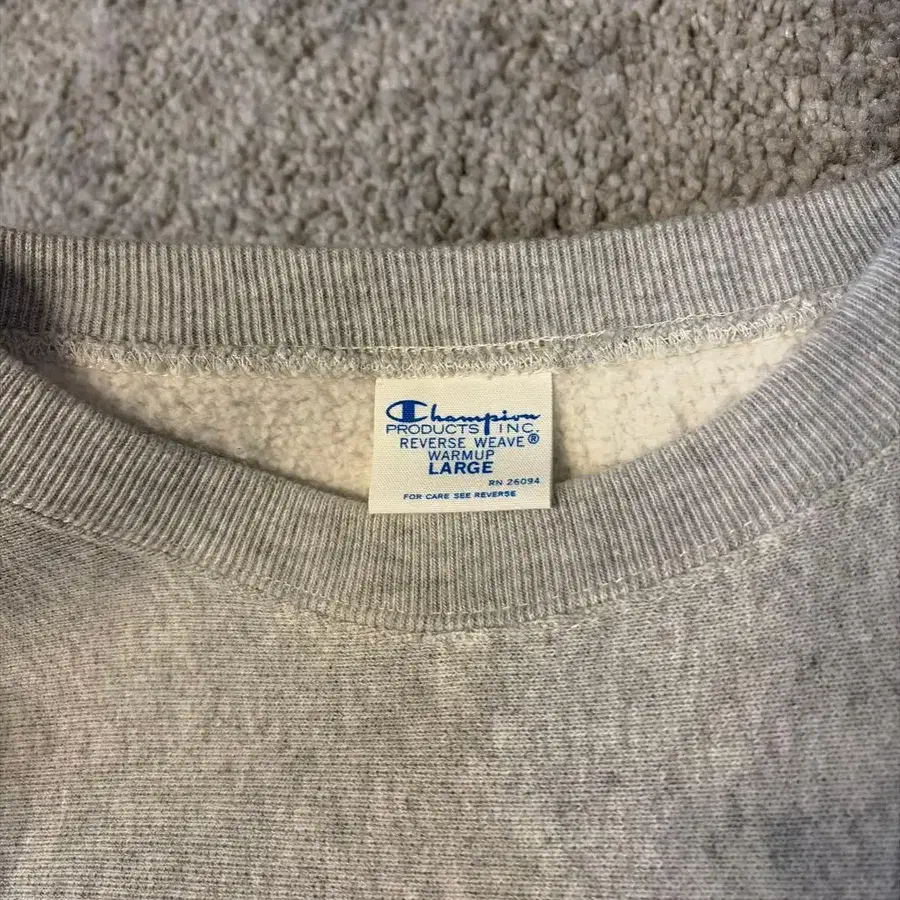 Champion
PRODUCTS INC.
REVERSE WEAVE®
WARMUP
LARGE
RN 26094
FOR CARE SEE REVERSE